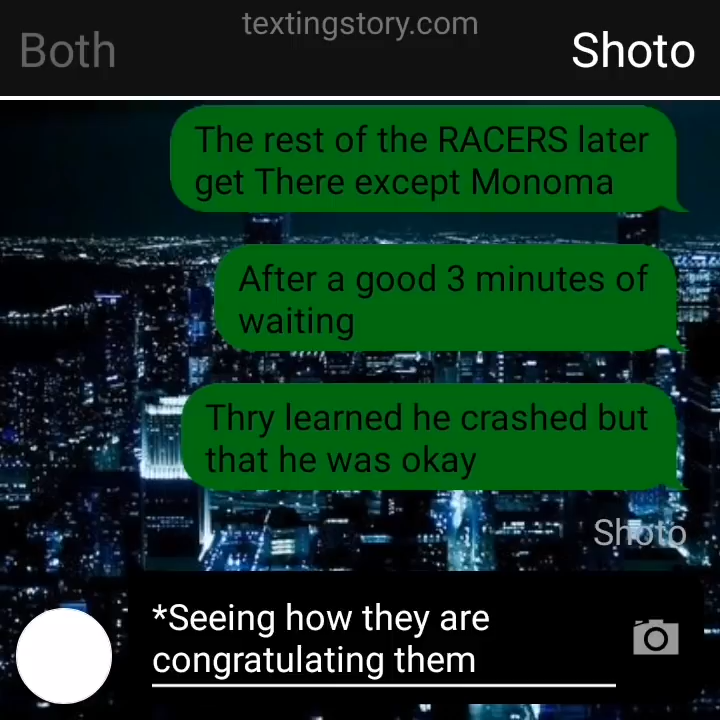 textingstory.com
Both
Shoto
The rest of the RACERS later
get There except Monoma
After a good 3 minutes of
waiting
Thry learned he crashed but
that he was okay
Shoto
*Seeing how they are
congratulating them